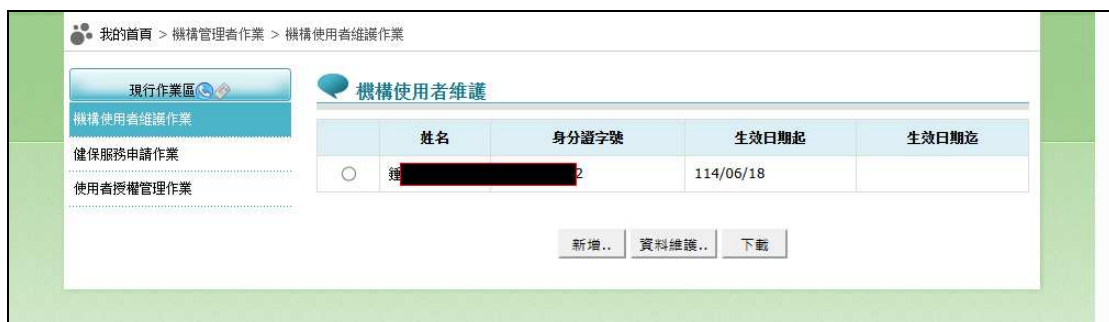 我的首頁 > 機構管理者作業 > 機構使用者維護作業
現行作業區
機構使用者維護作業
健保服務申請作業
使用者授權管理作業
機構使用者維護
姓名 身分證字號 生效日期起 生效日期迄
鍾 2 114/06/18
新增.. 資料維護.. 下載